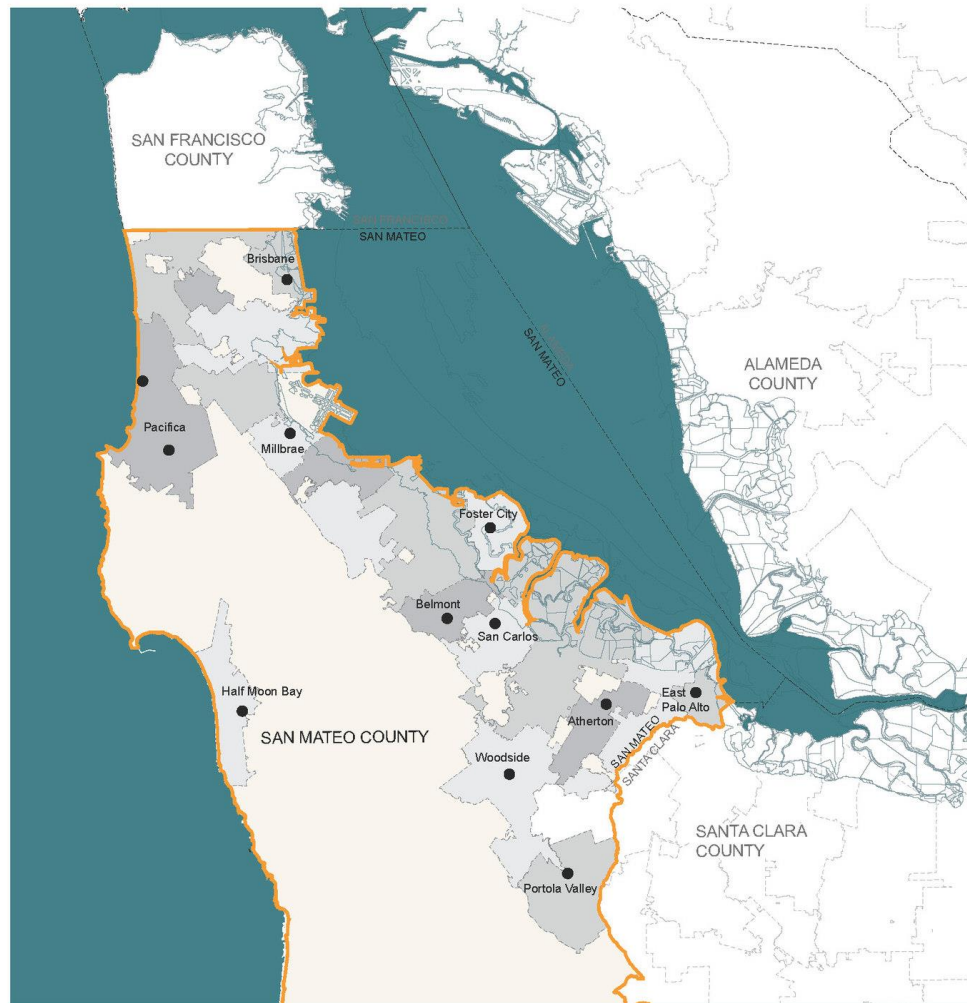 SAN FRANCISCO
COUNTY
SAN FRANCISCO
SAN MATEO
Brisbane
SAN MATEO
ALAMEDA
COUNTY
Pacifica
Millbrae
Foster City
Belmont
San Carlos
Half Moon Bay
East
Palo Alto
Atherton
SAN MATEO COUNTY
SAN MATEO
SANTA CLARA
Woodside
SANTA CLARA
COUNTY
Portola Valley